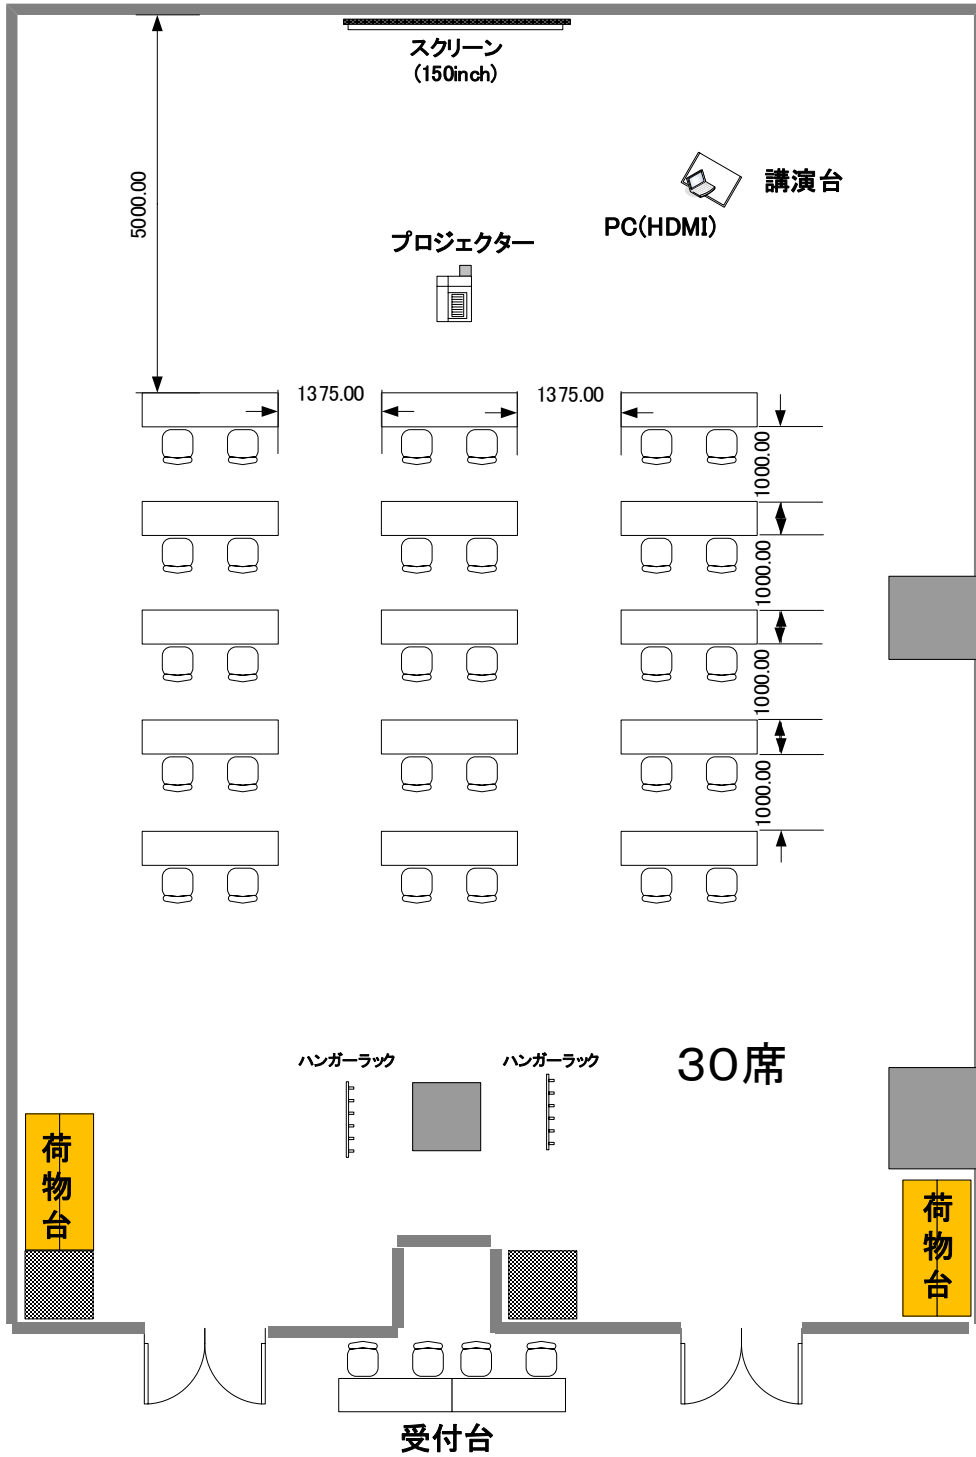 スクリーン
(150inch)
5000.00
講演台
PC(HDMI)
プロジェクター
1375.00
1375.00
1000.00
1000.00
1000.00
1000.00
ハンガーラック
ハンガーラック
30席
荷物台
荷物台
受付台